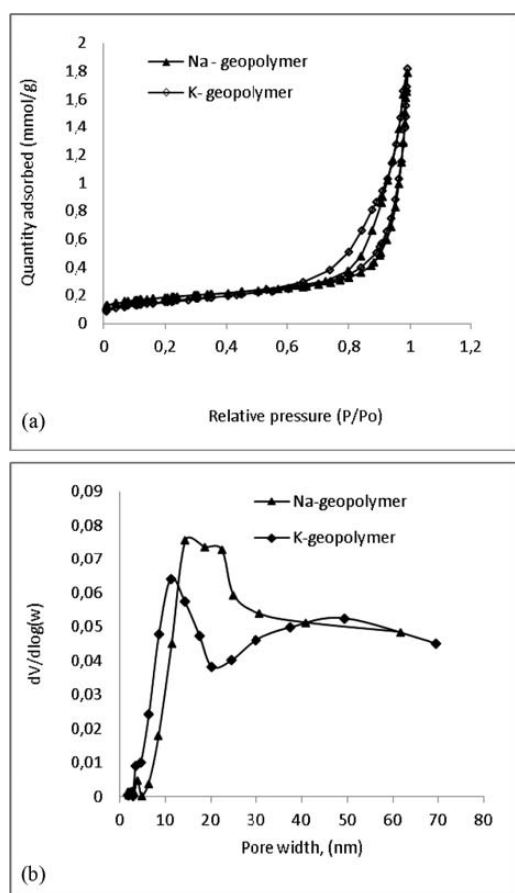 Na - geopolymer
K- geopolymer
Quantity adsorbed (mmol/g)
2
1,8
1,6
1,4
1,2
1
0,8
0,6
0,4
0,2
0
0 0,2 0,4 0,6 0,8 1 1,2
Relative pressure (P/Po)
(a)
Na-geopolymer
K-geopolymer
dV/dlog(w)
0,09
0,08
0,07
0,06
0,05
0,04
0,03
0,02
0,01
0
0 10 20 30 40 50 60 70 80
Pore width, (nm)
(b)